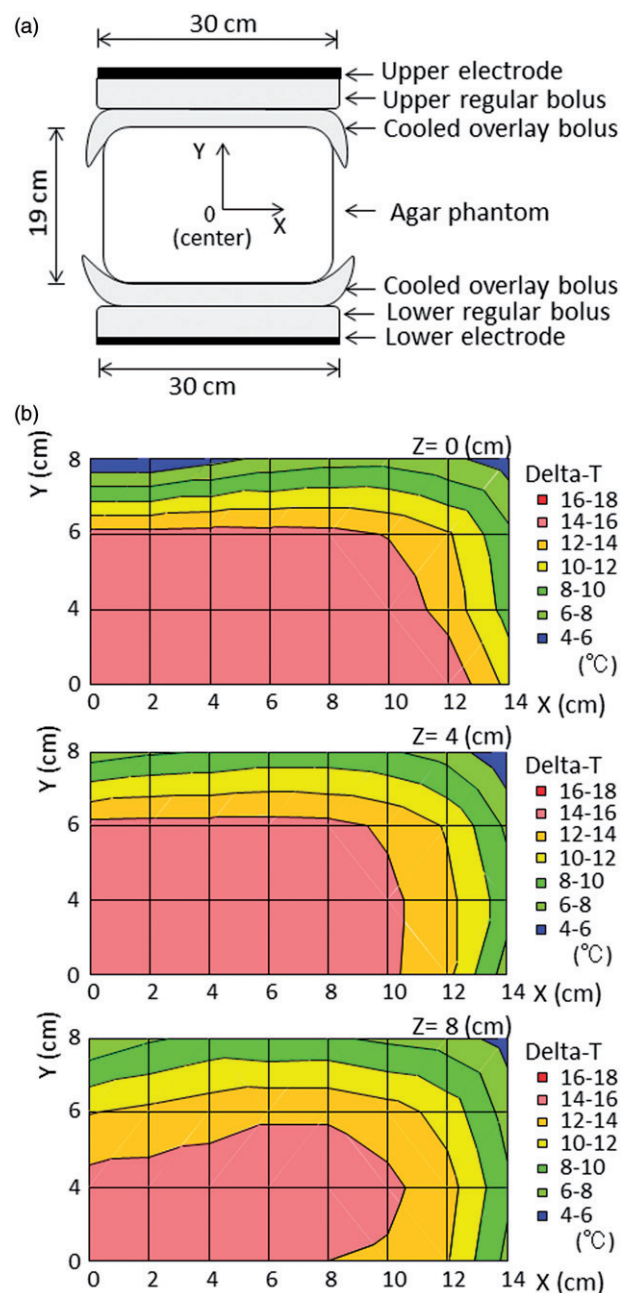 (a)
30 cm
Upper electrode
Upper regular bolus
Cooled overlay bolus
Y
19 cm
0
X
(center)
Agar phantom
Cooled overlay bolus
Lower regular bolus
Lower electrode
30 cm
(b)
Z= 0 (cm)
Y (cm)
8
6
4
0
0 2 4 6 8 10 12 14 X (cm)
Delta-T
16-18
14-16
12-14
10-12
8-10
6-8
4-6
(℃)
Z= 4 (cm)
Y (cm)
8
6
4
0
0 2 4 6 8 10 12 14 X (cm)
Delta-T
16-18
14-16
12-14
10-12
8-10
6-8
4-6
(℃)
Z= 8 (cm)
Y (cm)
8
6
4
0
0 2 4 6 8 10 12 14 X (cm)
Delta-T
16-18
14-16
12-14
10-12
8-10
6-8
4-6
(℃)